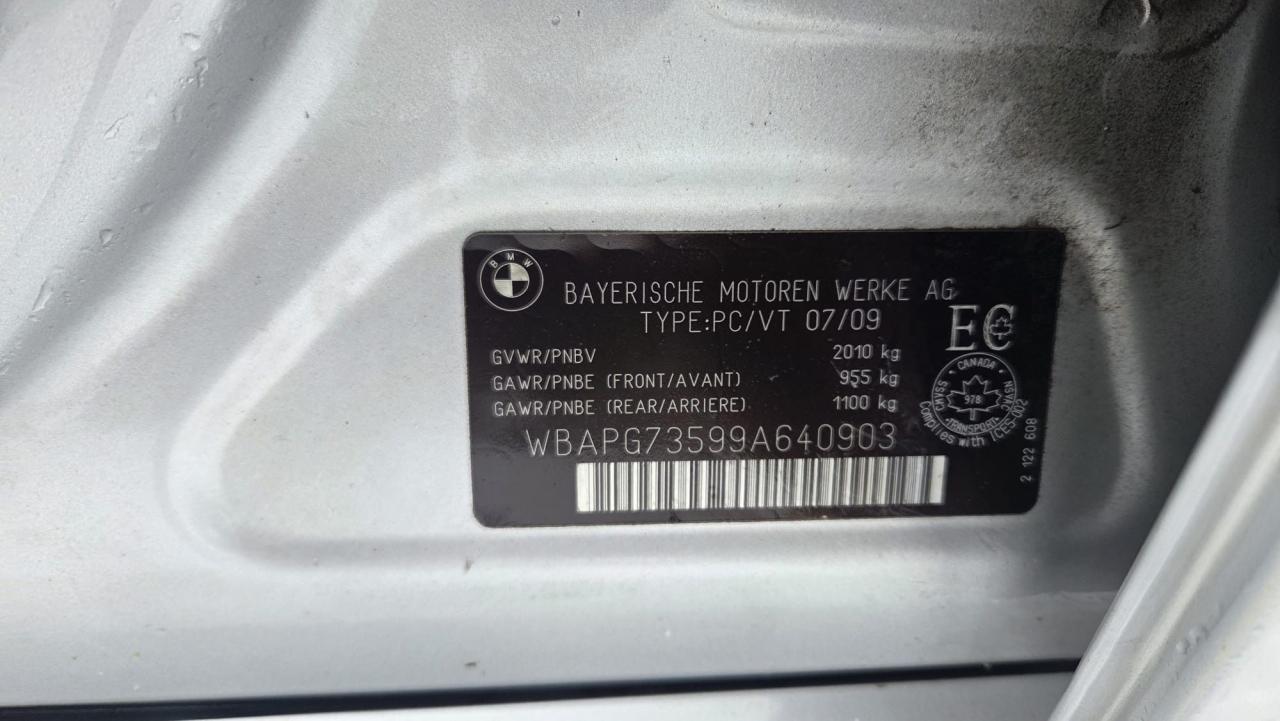 BMW
BAYERISCHE MOTOREN WERKE AG
TYPE:PC/VT 07/09
EC
GVWR/PNBV 2010 kg
GAWR/PNBE (FRONT/AVANT) 955 kg
GAWR/PNBE (REAR/ARRIERE) 1100 kg
CANADA
CMVSS
NSVAC
978
TRANSPORT
Complies with ICES-002
WBAPG73599A640903
2 122 608